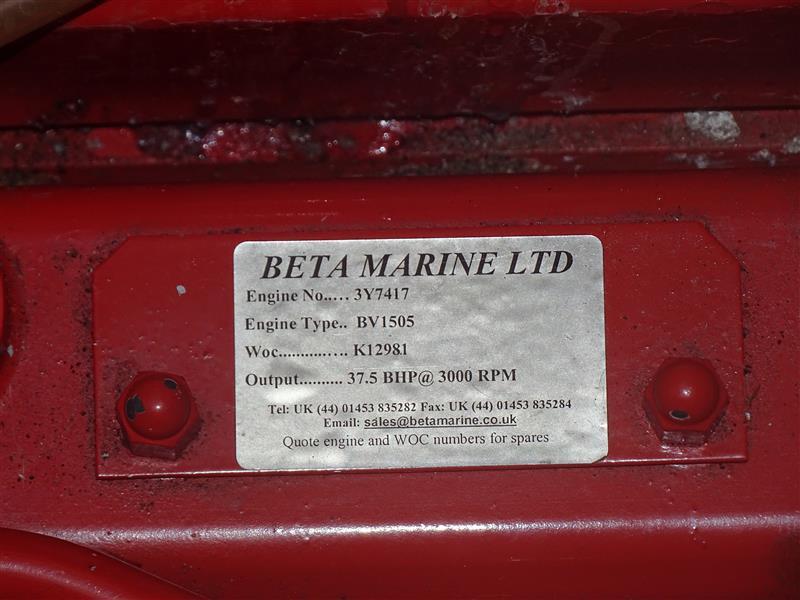 BETA MARINE LTD
Engine No..... 3Y7417
Engine Type.. BV1505
Woc............... K12981
Output.......... 37.5 BHP@ 3000 RPM
Tel: UK (44) 01453 835282 Fax: UK (44) 01453 835284
Email: sales@betamarine.co.uk
Quote engine and WOC numbers for spares